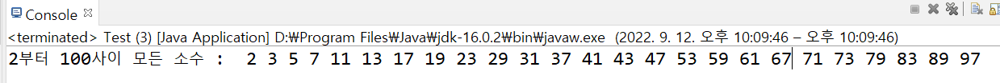 Console
<terminated> Test (3) [Java Application] D:₩Program Files₩Java₩jdk-16.0.2₩bin₩javaw.exe (2022. 9. 12. 오후 10:09:46 – 오후 10:09:46)
2부터 100사이 모든 소수 : 2 3 5 7 11 13 17 19 23 29 31 37 41 43 47 53 59 61 67 71 73 79 83 89 97